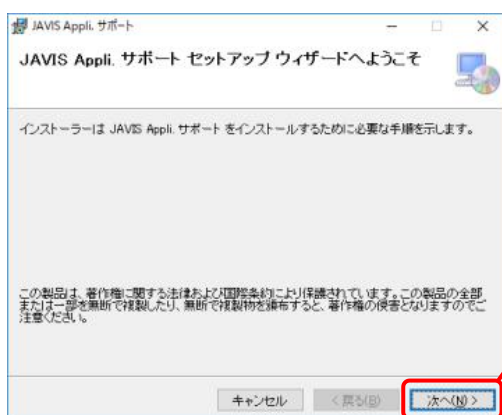 JAVIS Appli. サポート
JAVIS Appli. サポート セットアップ ウィザードへようこそ
インストーラーは JAVIS Appli. サポート をインストールするために必要な手順を示します。
この製品は、著作権に関する法律および国際条約により保護されています。この製品の全部
または一部を無断で複製したり、無断で複製物を頒布すると、著作権の侵害となりますのでご
注意ください。
キャンセル < 戻る(B) 次へ(N) >